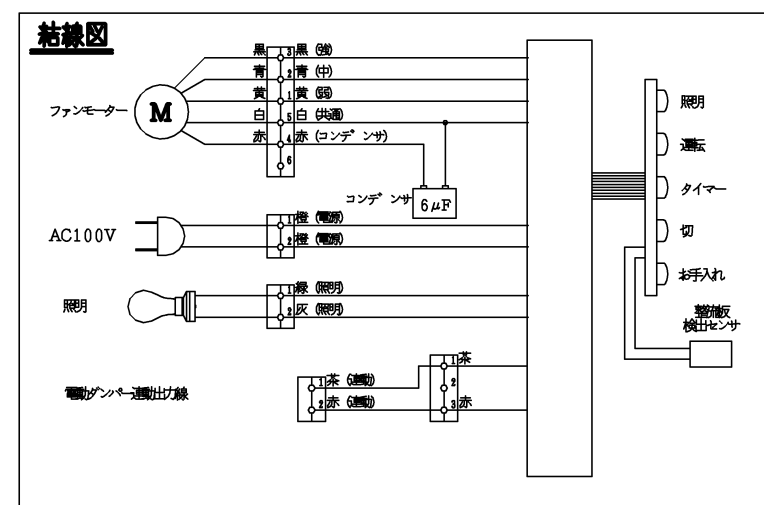 結線図
黒 3 黒 (強)
青 2 青 (中)
黄 1 黄 (弱)
白 5 白 (共通)
赤 4 赤 (コンデンサ)
6
ファンモーター
M
コンデンサ
6μF
AC100V
1 橙 (電源)
2 橙 (電源)
照明
1 緑 (照明)
2 灰 (照明)
電動ダンパー連動出力線
1 茶 (連動)
2 赤 (連動)
1 茶
2
3 赤
照明
運転
タイマー
切
お手入れ
整流板
検出センサ